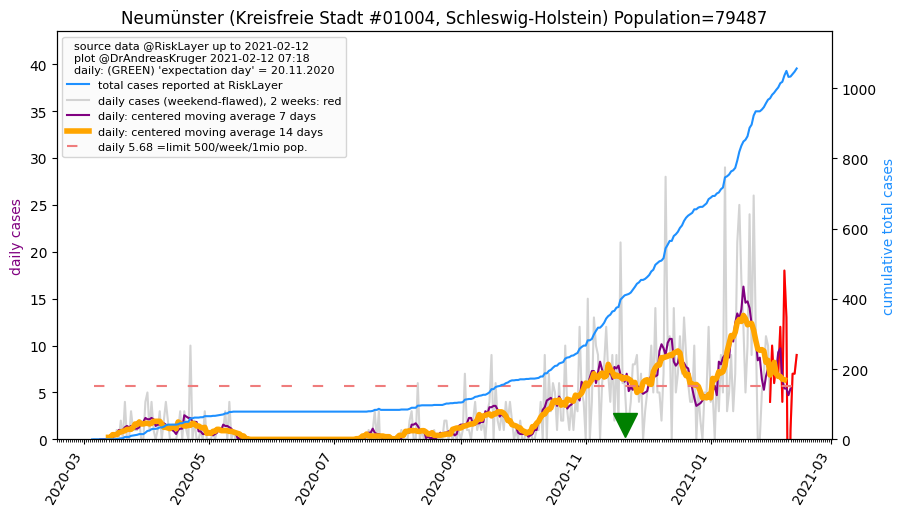 Neumünster (Kreisfreie Stadt #01004, Schleswig-Holstein) Population=79487
source data @RiskLayer up to 2021-02-12
plot @DrAndreasKruger 2021-02-12 07:18
daily: (GREEN) 'expectation day' = 20.11.2020
total cases reported at RiskLayer
daily cases (weekend-flawed), 2 weeks: red
daily: centered moving average 7 days
daily: centered moving average 14 days
daily 5.68 =limit 500/week/1mio pop.
daily cases
40
35
30
25
20
15
10
5
0
cumulative total cases
1000
800
600
400
200
0
2020-03
2020-05
2020-07
2020-09
2020-11
2021-01
2021-03